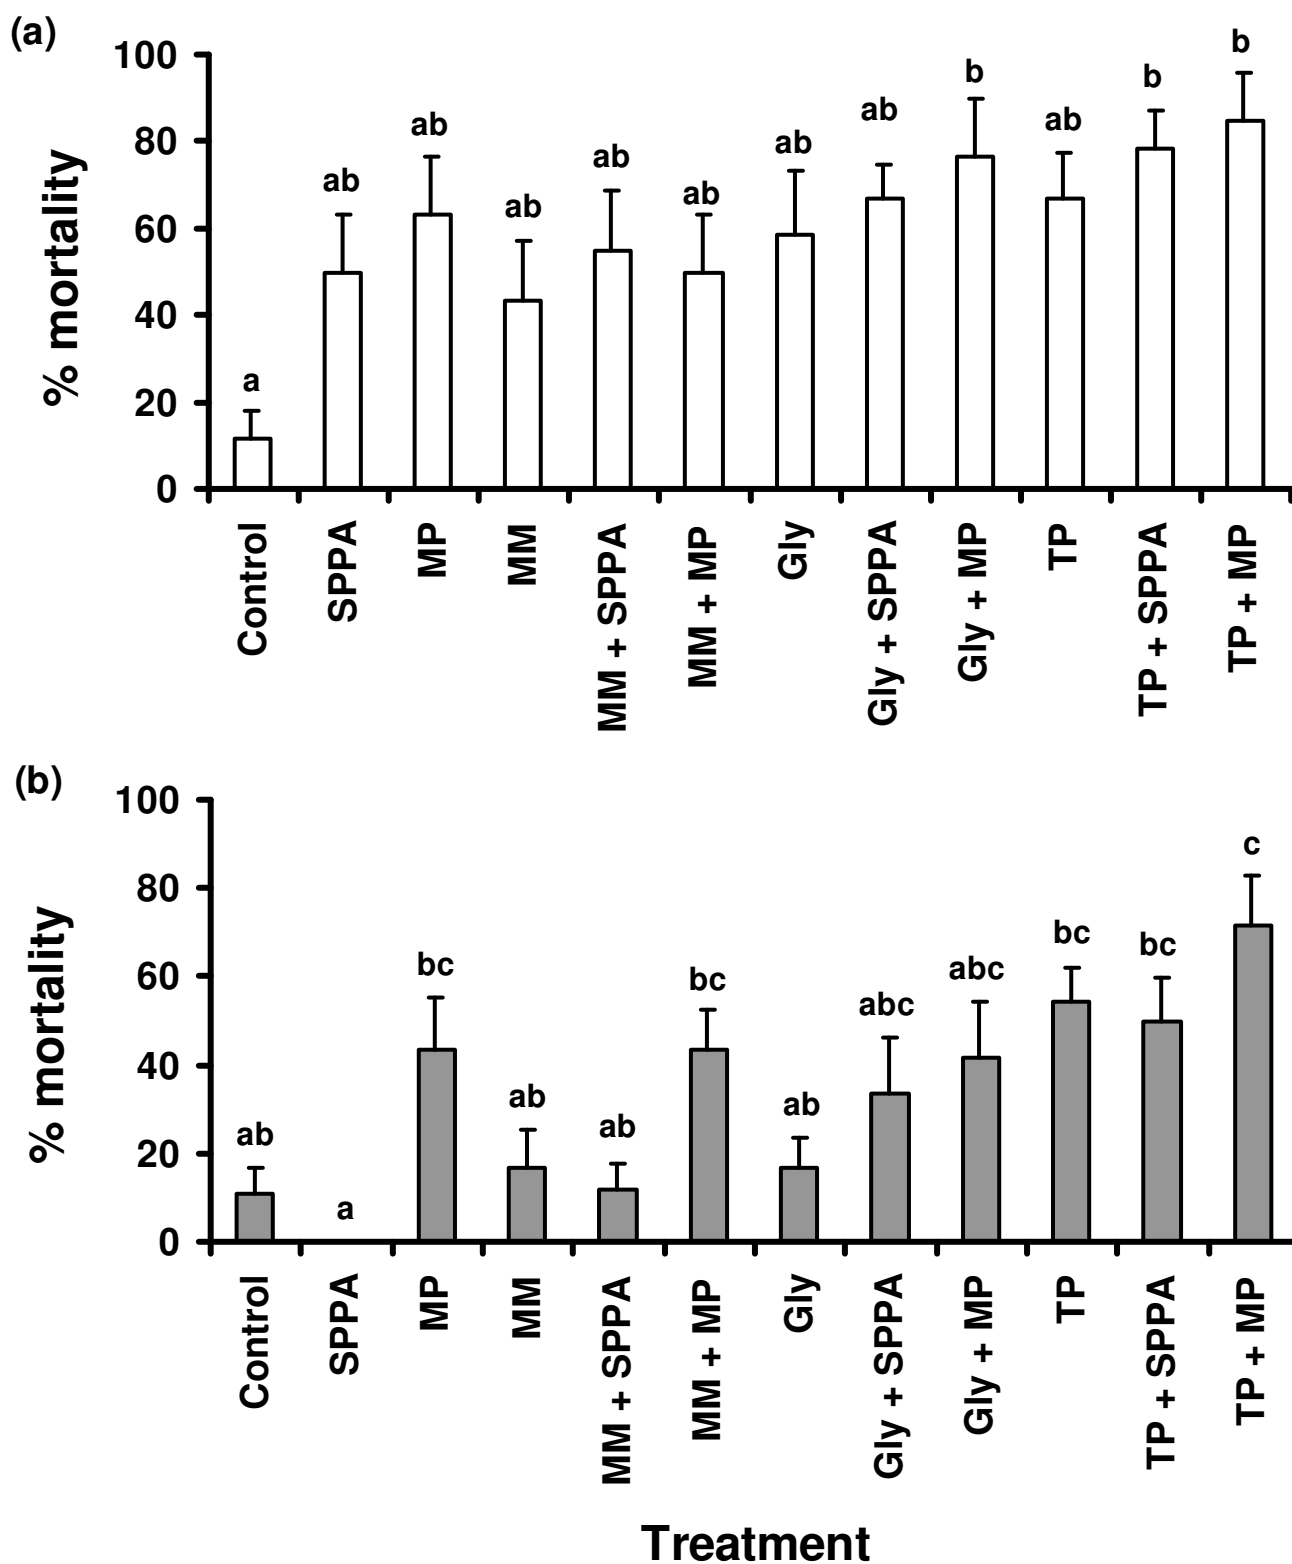 (a)
100
80
60
40
20
0
% mortality
a
ab
ab
ab
ab
ab
ab
ab
b
ab
b
b
Control
SPPA
MP
MM
MM + SPPA
MM + MP
Gly
Gly + SPPA
Gly + MP
TP
TP + SPPA
TP + MP
(b)
100
80
60
40
20
0
% mortality
ab
a
bc
ab
ab
bc
ab
abc
abc
bc
bc
c
Control
SPPA
MP
MM
MM + SPPA
MM + MP
Gly
Gly + SPPA
Gly + MP
TP
TP + SPPA
TP + MP
Treatment